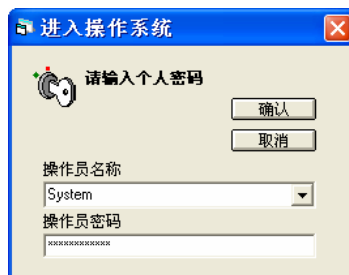 进入操作系统
请输入个人密码
确认
取消
操作员名称
System
操作员密码
************